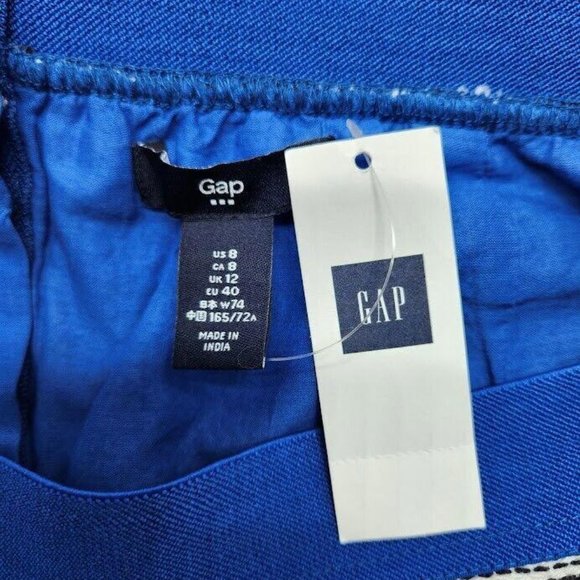 Gap
US 8
CA 8
UK 12
EU 40
日本 W74
中国 165/72A
MADE IN
INDIA
GAP